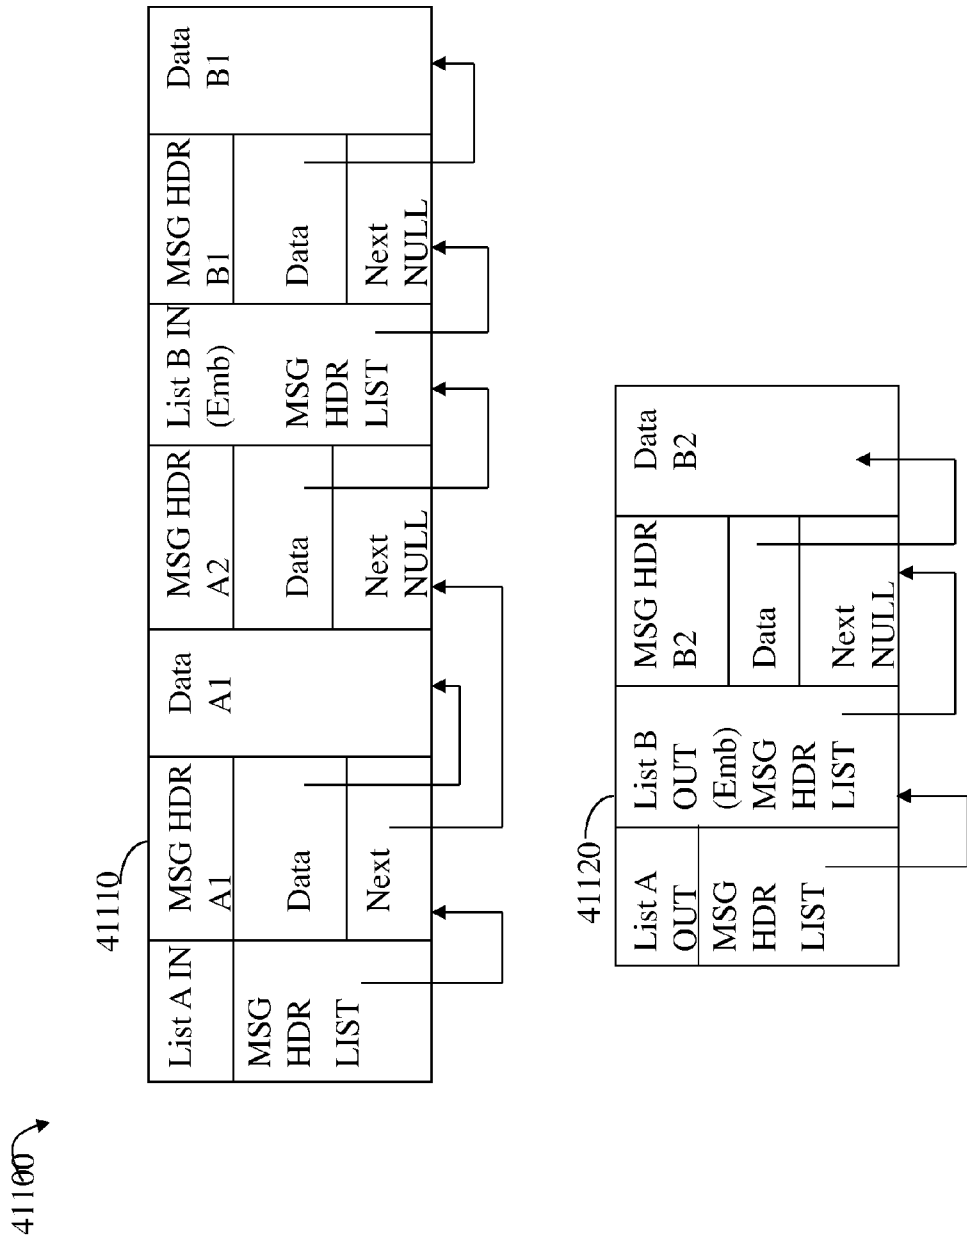 41100
41110
List A IN
MSG
HDR
LIST
MSG HDR
A1
Data
Next
Data
A1
MSG HDR
A2
Data
Next
NULL
List B IN
(Emb)
MSG
HDR
LIST
MSG HDR
B1
Data
Next
NULL
Data
B1
41120
List A
OUT
MSG
HDR
LIST
List B
OUT
(Emb)
MSG
HDR
LIST
MSG HDR
B2
Data
Next
NULL
Data
B2